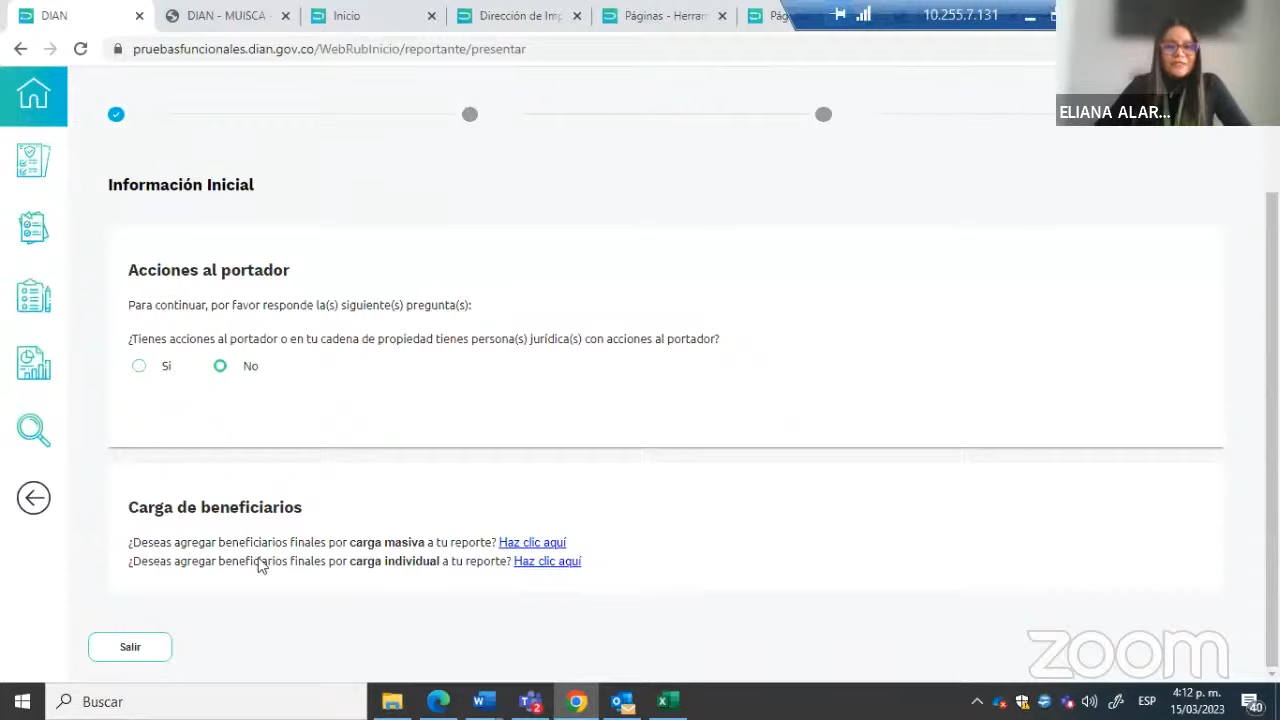 DIAN
DIAN - MUISCA -
Inicio
Dirección de Imp
Páginas - Herram
Pág
10.255.7.131
pruebasfuncionales.dian.gov.co/WebRubInicio/reportante/presentar
ELIANA ALAR...
Información Inicial
Acciones al portador
Para continuar, por favor responde la(s) siguiente(s) pregunta(s):
¿Tienes acciones al portador o en tu cadena de propiedad tienes persona(s) jurídica(s) con acciones al portador?
Si
No
Carga de beneficiarios
¿Deseas agregar beneficiarios finales por carga masiva a tu reporte? Haz clic aquí
¿Deseas agregar beneficiarios finales por carga individual a tu reporte? Haz clic aquí
Salir
zoom
Buscar
2
ESP
4:12 p. m.
15/03/2023
40